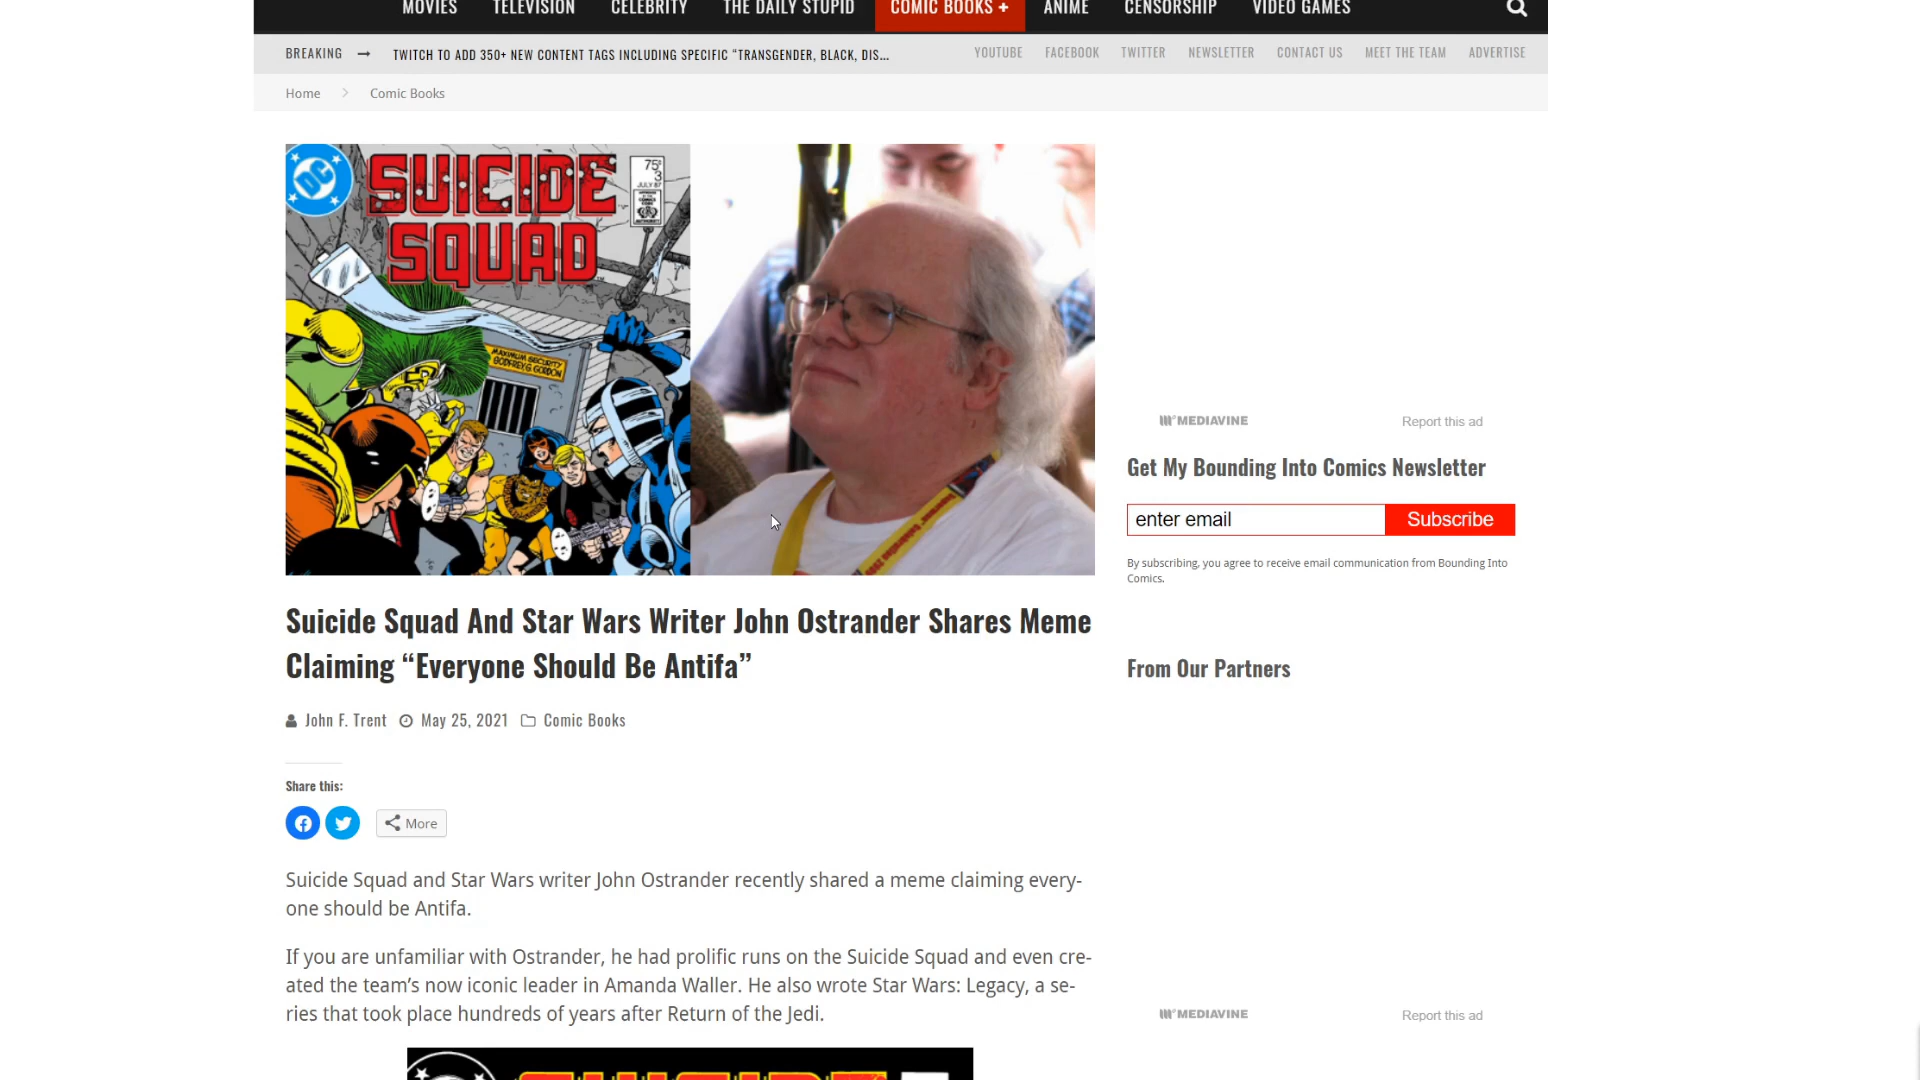 MOVIES TELEVISION CELEBRITY THE DAILY STUPID COMIC BOOKS + ANIME CENSORSHIP VIDEO GAMES
BREAKING → TWITCH TO ADD 350+ NEW CONTENT TAGS INCLUDING SPECIFIC “TRANSGENDER, BLACK, DIS... YOUTUBE FACEBOOK TWITTER NEWSLETTER CONTACT US MEET THE TEAM ADVERTISE
Home > Comic Books
DC
SUICIDE
SQUAD
75¢
3
JULY 87
MAXIMUM SECURITY
GODFREY, G. GORDON
Suicide Squad And Star Wars Writer John Ostrander Shares Meme
Claiming “Everyone Should Be Antifa”
John F. Trent May 25, 2021 Comic Books
Share this:
More
Suicide Squad and Star Wars writer John Ostrander recently shared a meme claiming every-
one should be Antifa.
If you are unfamiliar with Ostrander, he had prolific runs on the Suicide Squad and even cre-
ated the team’s now iconic leader in Amanda Waller. He also wrote Star Wars: Legacy, a se-
ries that took place hundreds of years after Return of the Jedi.
MEDIAVINE Report this ad
Get My Bounding Into Comics Newsletter
enter email Subscribe
By subscribing, you agree to receive email communication from Bounding Into
Comics.
From Our Partners
MEDIAVINE Report this ad